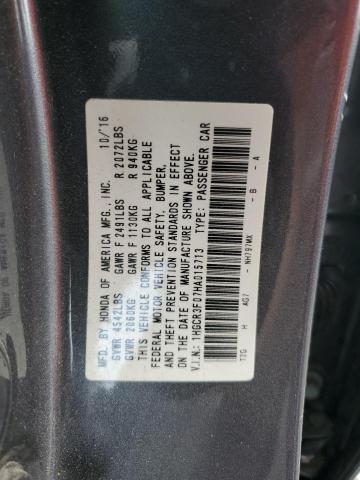 MFD. BY HONDA OF AMERICA MFG., INC. 10/16
GVWR 4542LBS GAWR F 2491LBS R 2072LBS
GVWR 2060KG GAWR F 1130KG R 940KG
THIS VEHICLE CONFORMS TO ALL APPLICABLE
FEDERAL MOTOR VEHICLE SAFETY, BUMPER,
AND THEFT PREVENTION STANDARDS IN EFFECT
ON THE DATE OF MANUFACTURE SHOWN ABOVE.
V.I.N.: 1HGCR3F07HA015713 TYPE: PASSENGER CAR
T2G H AG7 - NH797MX - B - A